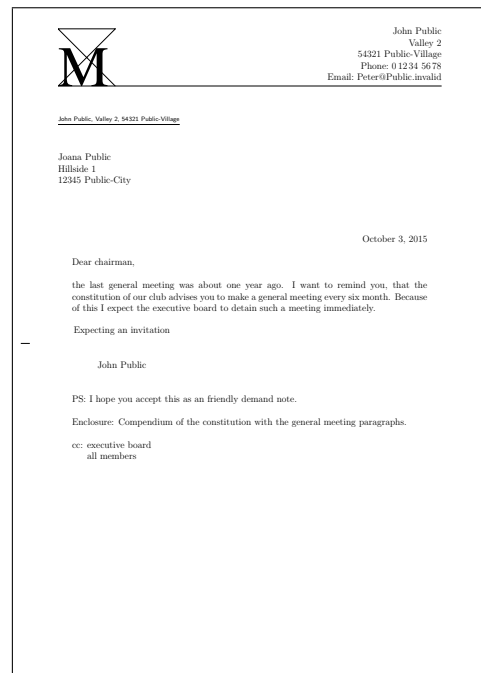 M
John Public
Valley 2
54321 Public-Village
Phone: 0 12 34 56 78
Email: Peter@Public.invalid
John Public, Valley 2, 54321 Public-Village
Joana Public
Hillside 1
12345 Public-City
October 3, 2015
Dear chairman,
the last general meeting was about one year ago. I want to remind you, that the
constitution of our club advises you to make a general meeting every six month. Because
of this I expect the executive board to detain such a meeting immediately.
Expecting an invitation
John Public
PS: I hope you accept this as an friendly demand note.
Enclosure: Compendium of the constitution with the general meeting paragraphs.
cc: executive board
all members